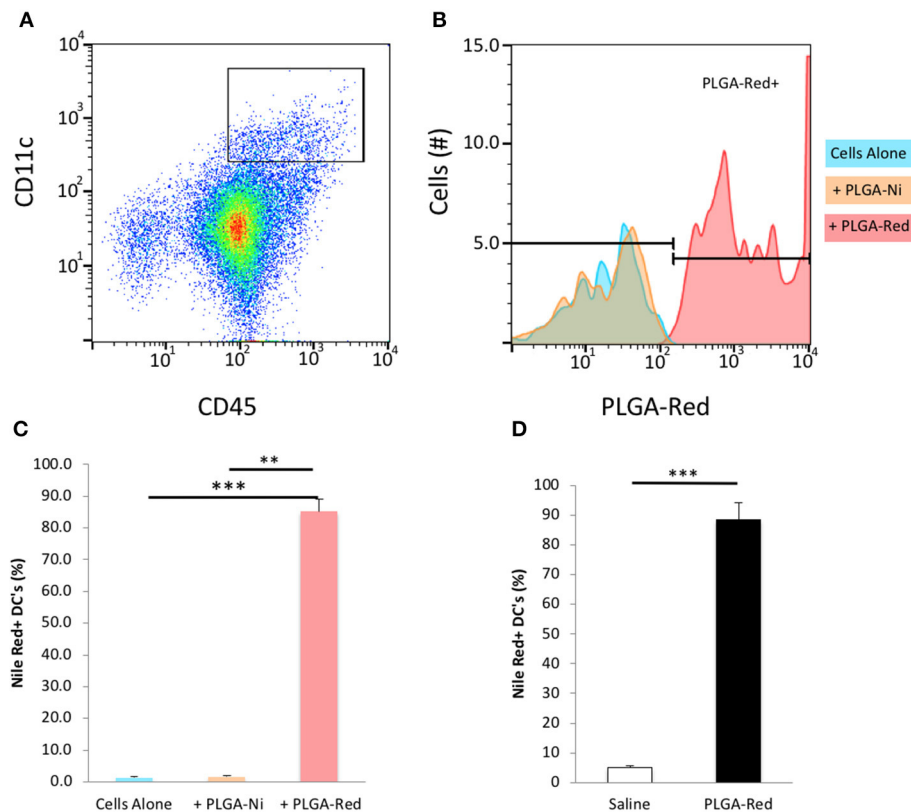 A
10^4
10^3
10^2
10^1
CD11c
10^1 10^2 10^3 10^4
CD45
B
15.0
10.0
5.0
Cells (#)
PLGA-Red+
10^1 10^2 10^3 10^4
PLGA-Red
Cells Alone
+ PLGA-Ni
+ PLGA-Red
C
100.0
90.0
80.0
70.0
60.0
50.0
40.0
30.0
20.0
10.0
0.0
Nile Red+ DC's (%)
**
***
Cells Alone + PLGA-Ni + PLGA-Red
D
100
90
80
70
60
50
40
30
20
10
0
Nile Red+ DC's (%)
***
Saline PLGA-Red